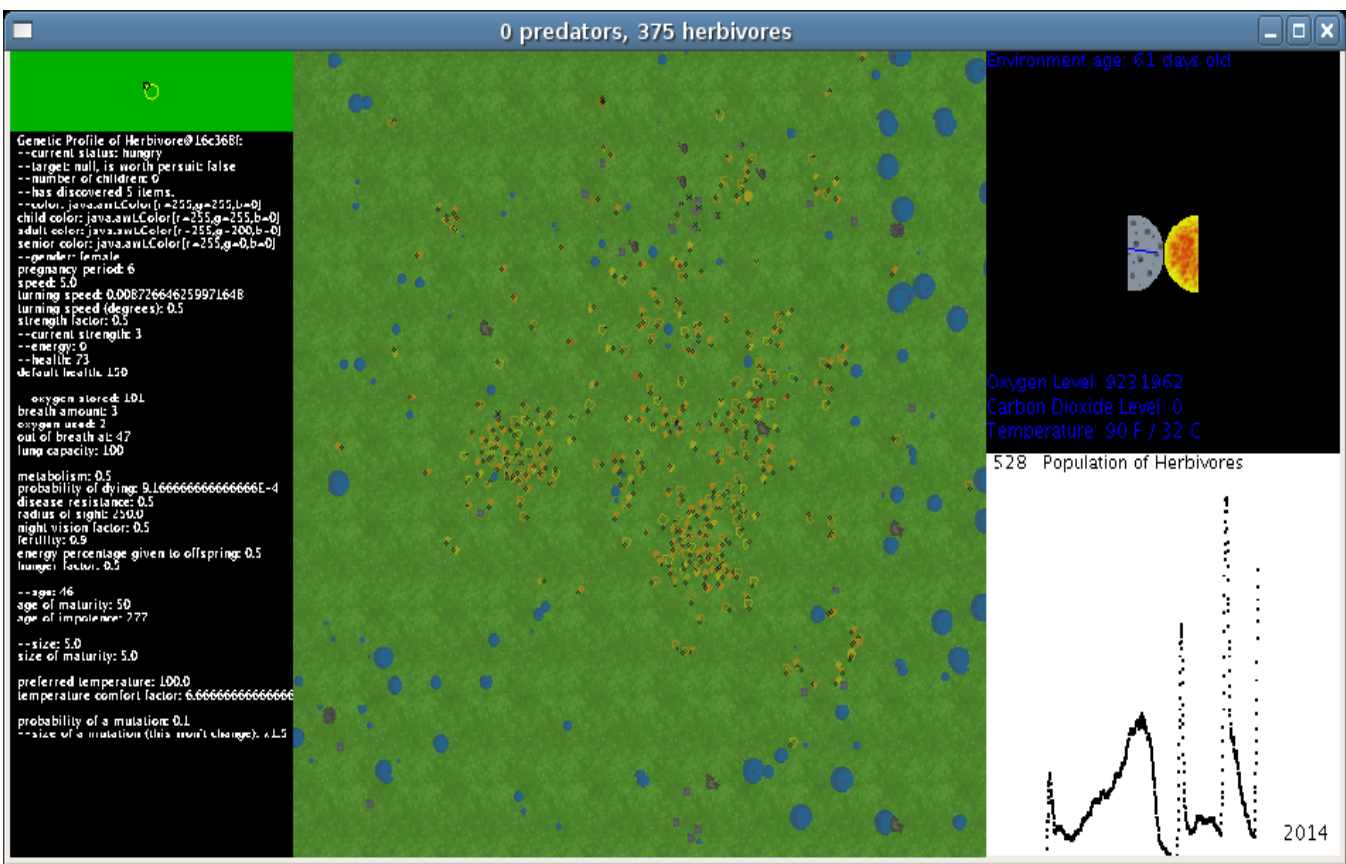 0 predators, 375 herbivores
Genetic Profile of Herbivore@16c368f:
--current status: hungry
--target: null, is worth persuit: false
--number of children: 0
--has discovered 5 items.
--color: java.awt.Color[r=255,g=255,b=0]
child color: java.awt.Color[r=255,g=255,b=0]
adult color: java.awt.Color[r=255,g=200,b=0]
senior color: java.awt.Color[r=255,g=0,b=0]
--gender: female
pregnancy period: 6
speed: 5.0
turning speed: 0.008726646259971648
turning speed (degrees): 0.5
strength factor: 0.5
--current strength: 3
--energy: 0
--health: 73
default health: 150
oxygen stored: 101
breath amount: 3
oxygen used: 2
out of breath at: 47
lung capacity: 100
metabolism: 0.5
probability of dying: 9.166666666666666E-4
disease resistance: 0.5
radius of sight: 250.0
night vision factor: 0.5
fertility: 0.9
energy percentage given to offspring: 0.5
hunger factor: 0.5
--age: 46
age of maturity: 50
age of impotence: 277
--size: 5.0
size of maturity: 5.0
preferred temperature: 100.0
temperature comfort factor: 6.66666666666666
probability of a mutation: 0.1
--size of a mutation (this won't change): x1.5
Environment age: 61 days old
Oxygen Level: 9231962
Carbon Dioxide Level: 0
Temperature: 90 F / 32 C
528 Population of Herbivores
2014